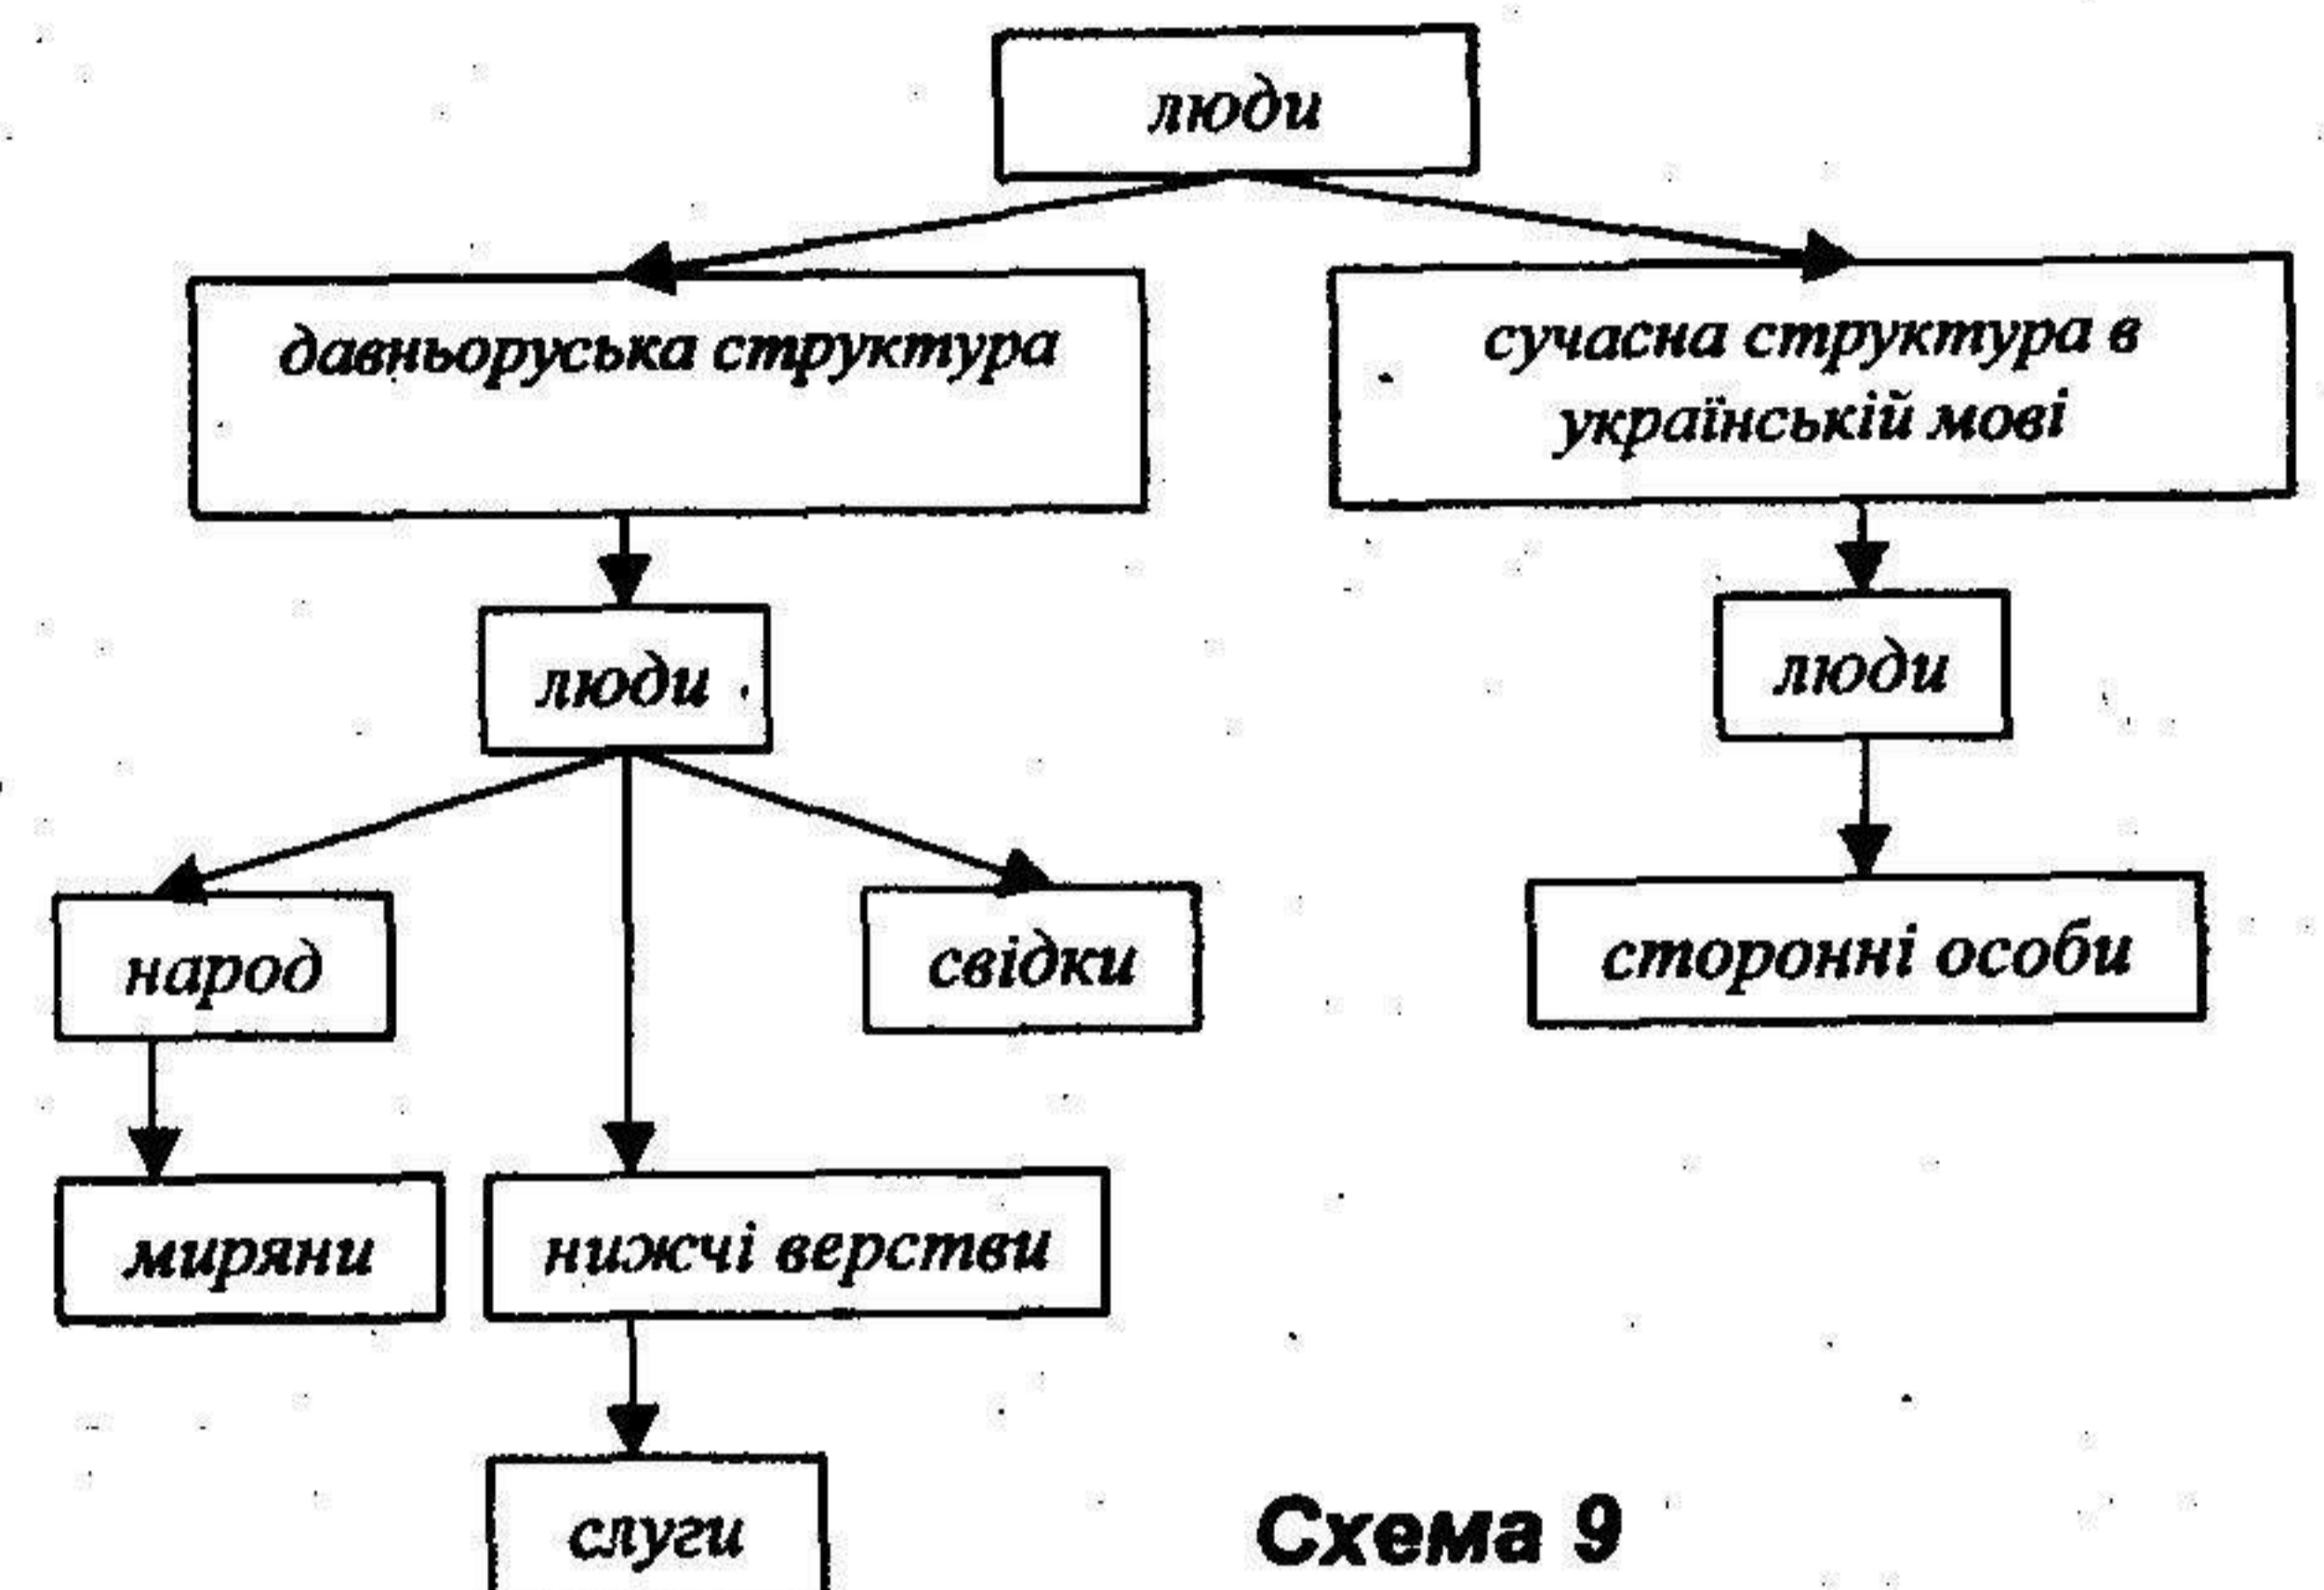 люди
давньоруська структура
сучасна структура в
українській мові
люди
люди
народ
свідки
сторонні особи
миряни
нижчі верстви
слуги
Схема 9